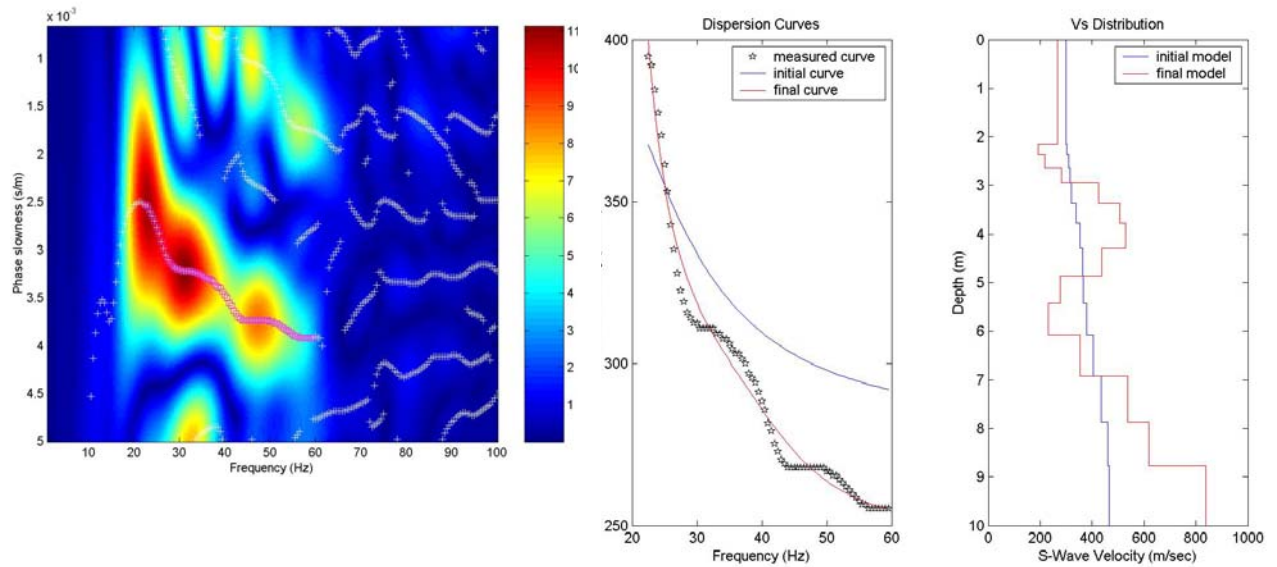 x 10⁻³
1
1.5
2
2.5
3
3.5
4
4.5
5
Phase slowness (s/m)
10 20 30 40 50 60 70 80 90 100
Frequency (Hz)
11
10
9
8
7
6
5
4
3
2
1
Dispersion Curves
400
350
300
250
measured curve
initial curve
final curve
20 30 40 50 60
Frequency (Hz)
Vs Distribution
initial model
final model
0
1
2
3
4
5
6
7
8
9
10
Depth (m)
0 200 400 600 800 1000
S-Wave Velocity (m/sec)